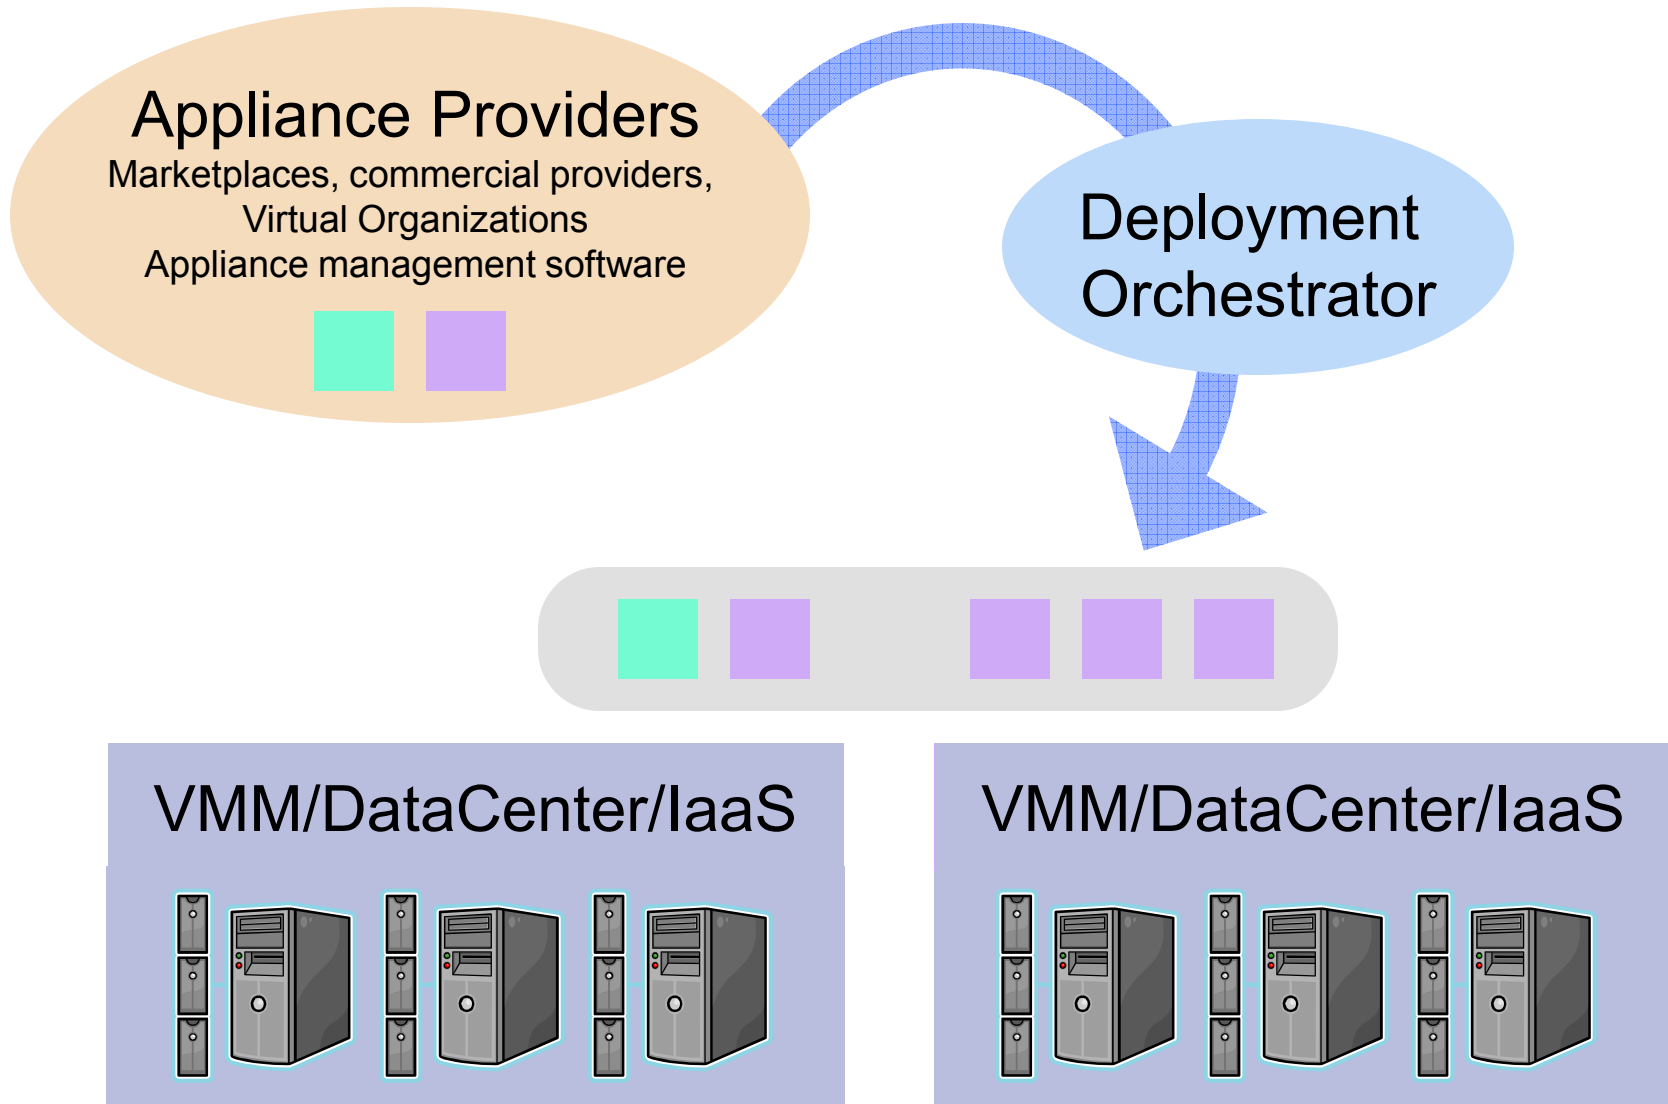 Appliance Providers
Marketplaces, commercial providers,
Virtual Organizations
Appliance management software
Deployment
Orchestrator
VMM/DataCenter/IaaS
VMM/DataCenter/IaaS